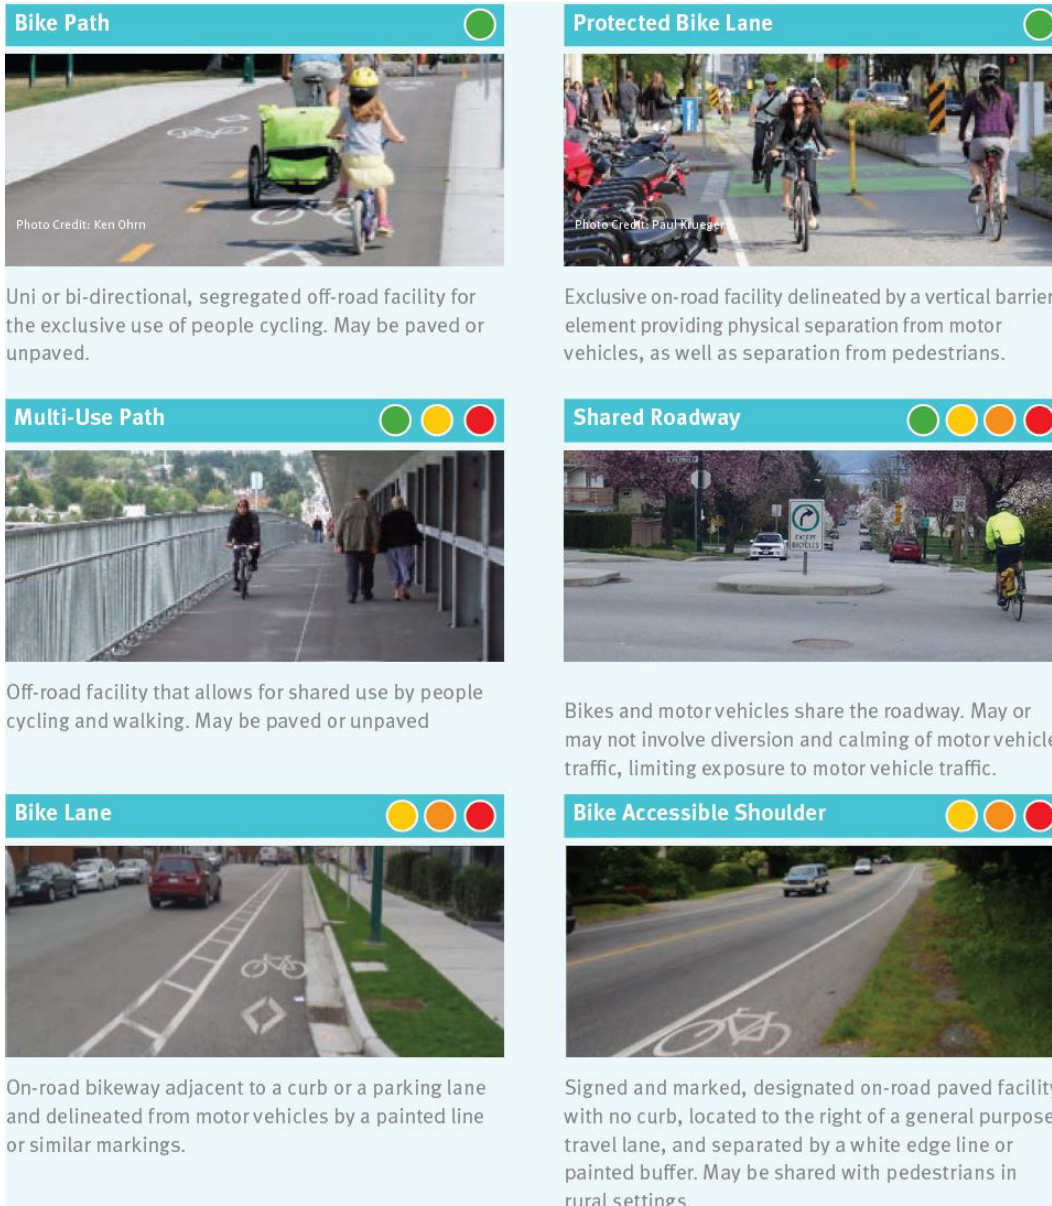 Bike Path
Photo Credit: Ken Ohrn
Uni or bi-directional, segregated off-road facility for
the exclusive use of people cycling. May be paved or
unpaved.
Protected Bike Lane
Photo Credit: Paul Krueger
Exclusive on-road facility delineated by a vertical barrier
element providing physical separation from motor
vehicles, as well as separation from pedestrians.
Multi-Use Path
Off-road facility that allows for shared use by people
cycling and walking. May be paved or unpaved
Shared Roadway
EXCEPT
BICYCLES
30
Bikes and motor vehicles share the roadway. May or
may not involve diversion and calming of motor vehicle
traffic, limiting exposure to motor vehicle traffic.
Bike Lane
On-road bikeway adjacent to a curb or a parking lane
and delineated from motor vehicles by a painted line
or similar markings.
Bike Accessible Shoulder
Signed and marked, designated on-road paved facility
with no curb, located to the right of a general purpose
travel lane, and separated by a white edge line or
painted buffer. May be shared with pedestrians in
rural settings.